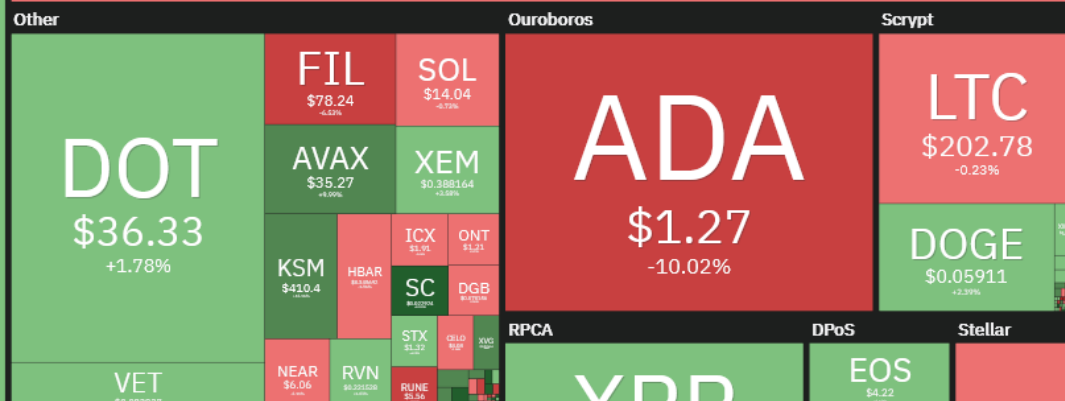 Other
DOT
$36.33
+1.78%
VET
FIL
$78.24
-6.53%
SOL
$14.04
-0.73%
AVAX
$35.27
+9.99%
XEM
$0.388164
+3.58%
KSM
$410.4
HBAR
ICX
$1.91
ONT
$1.21
SC
DGB
STX
$1.32
CELO
XVG
NEAR
$6.06
RVN
$0.221528
RUNE
$5.56
Ouroboros
ADA
$1.27
-10.02%
Scrypt
LTC
$202.78
-0.23%
DOGE
$0.05911
+2.39%
RPCA
XRP
DPoS
EOS
$4.22
Stellar